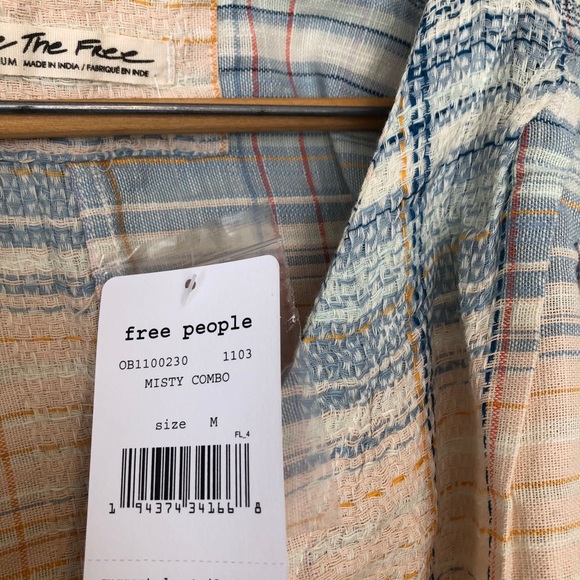 The Free
UM MADE IN INDIA / FABRIQUÉ EN INDE
free people
OB1100230 1103
MISTY COMBO
size M
FL_4
1 94374 34166 8